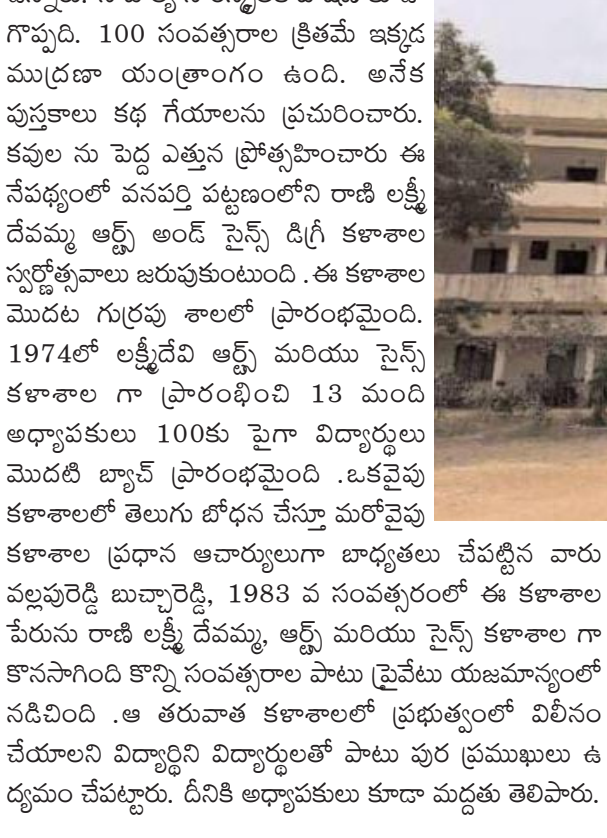 గొప్పది. 100 సంవత్సరాల క్రితమే ఇక్కడ
ముద్రణా యంత్రాంగం ఉంది. అనేక
పుస్తకాలు కథ గేయాలను ప్రచురించారు.
కవుల ను పెద్ద ఎత్తున ప్రోత్సహించారు ఈ
నేపథ్యంలో వనపర్తి పట్టణంలోని రాణి లక్ష్మీ
దేవమ్మ ఆర్ట్స్ అండ్ సైన్స్ డిగ్రీ కళాశాల
స్వర్ణోత్సవాలు జరుపుకుంటుంది .ఈ కళాశాల
మొదట గుర్రపు శాలలో ప్రారంభమైంది.
1974లో లక్ష్మీదేవి ఆర్ట్స్ మరియు సైన్స్
కళాశాల గా ప్రారంభించి 13 మంది
అధ్యాపకులు 100కు పైగా విద్యార్థులు
మొదటి బ్యాచ్ ప్రారంభమైంది .ఒకవైపు
కళాశాలలో తెలుగు బోధన చేస్తూ మరోవైపు
కళాశాల ప్రధాన ఆచార్యులుగా బాధ్యతలు చేపట్టిన వారు
వల్లపురెడ్డి బుచ్చారెడ్డి, 1983 వ సంవత్సరంలో ఈ కళాశాల
పేరును రాణి లక్ష్మీ దేవమ్మ, ఆర్ట్స్ మరియు సైన్స్ కళాశాల గా
కొనసాగింది కొన్ని సంవత్సరాల పాటు ప్రైవేటు యజమాన్యంలో
నడిచింది .ఆ తరువాత కళాశాలలో ప్రభుత్వంలో విలీనం
చేయాలని విద్యార్థిని విద్యార్థులతో పాటు పుర ప్రముఖులు ఉ
ద్యమం చేపట్టారు. దీనికి అధ్యాపకులు కూడా మద్దతు తెలిపారు.